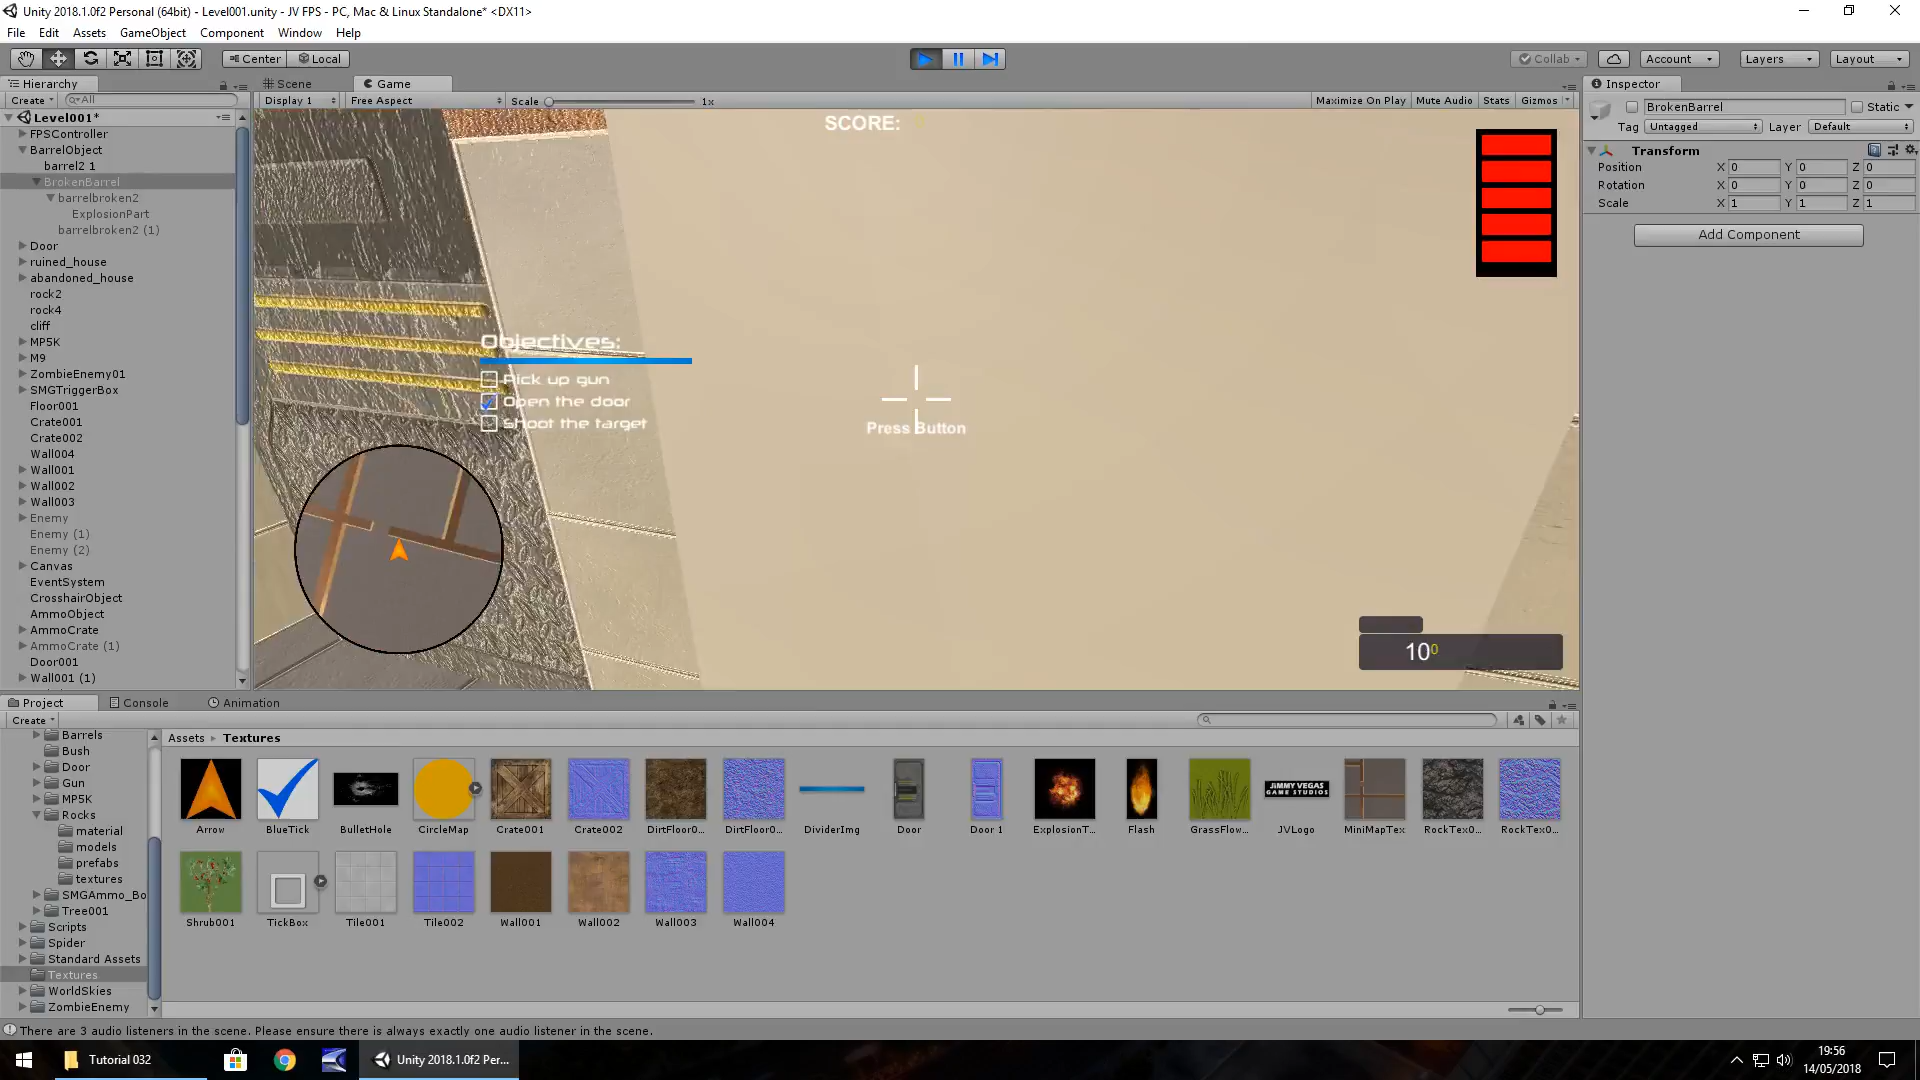 Unity 2018.1.0f2 Personal (64bit) - Level001.unity - JV FPS - PC, Mac & Linux Standalone* <DX11>
File Edit Assets GameObject Component Window Help
Center Local
Collab Account Layers Layout
Hierarchy
Create All
Level001*
FPSController
BarrelObject
barrel2 1
BrokenBarrel
barrelbroken2
ExplosionPart
barrelbroken2 (1)
Door
ruined_house
abandoned_house
rock2
rock4
cliff
MP5K
M9
ZombieEnemy01
SMGTriggerBox
Floor001
Crate001
Crate002
Wall004
Wall001
Wall002
Wall003
Enemy
Enemy (1)
Enemy (2)
Canvas
EventSystem
CrosshairObject
AmmoObject
AmmoCrate
AmmoCrate (1)
Door001
Wall001 (1)
Scene Game
Display 1 Free Aspect Scale 1x Maximize On Play Mute Audio Stats Gizmos
SCORE:
Objectives:
Pick up gun
Open the door
Shoot the target
Press Button
10 0
Inspector
BrokenBarrel Static
Tag Untagged Layer Default
Transform
Position X 0 Y 0 Z 0
Rotation X 0 Y 0 Z 0
Scale X 1 Y 1 Z 1
Add Component
Project Console Animation
Create
Barrels
Bush
Door
Gun
MP5K
Rocks
material
models
prefabs
textures
SMGAmmo_Bo
Tree001
Scripts
Spider
Standard Assets
Textures
WorldSkies
ZombieEnemy
Assets Textures
JIMMY VEGAS
GAME STUDIOS
Arrow BlueTick BulletHole CircleMap Crate001 Crate002 DirtFloor0... DirtFloor0... DividerImg Door Door 1 ExplosionT... Flash GrassFlow... JVLogo MiniMapTex RockTex0... RockTex0...
Shrub001 TickBox Tile001 Tile002 Wall001 Wall002 Wall003 Wall004
There are 3 audio listeners in the scene. Please ensure there is always exactly one audio listener in the scene.
Tutorial 032 Unity 2018.1.0f2 Per...
19:56
14/05/2018